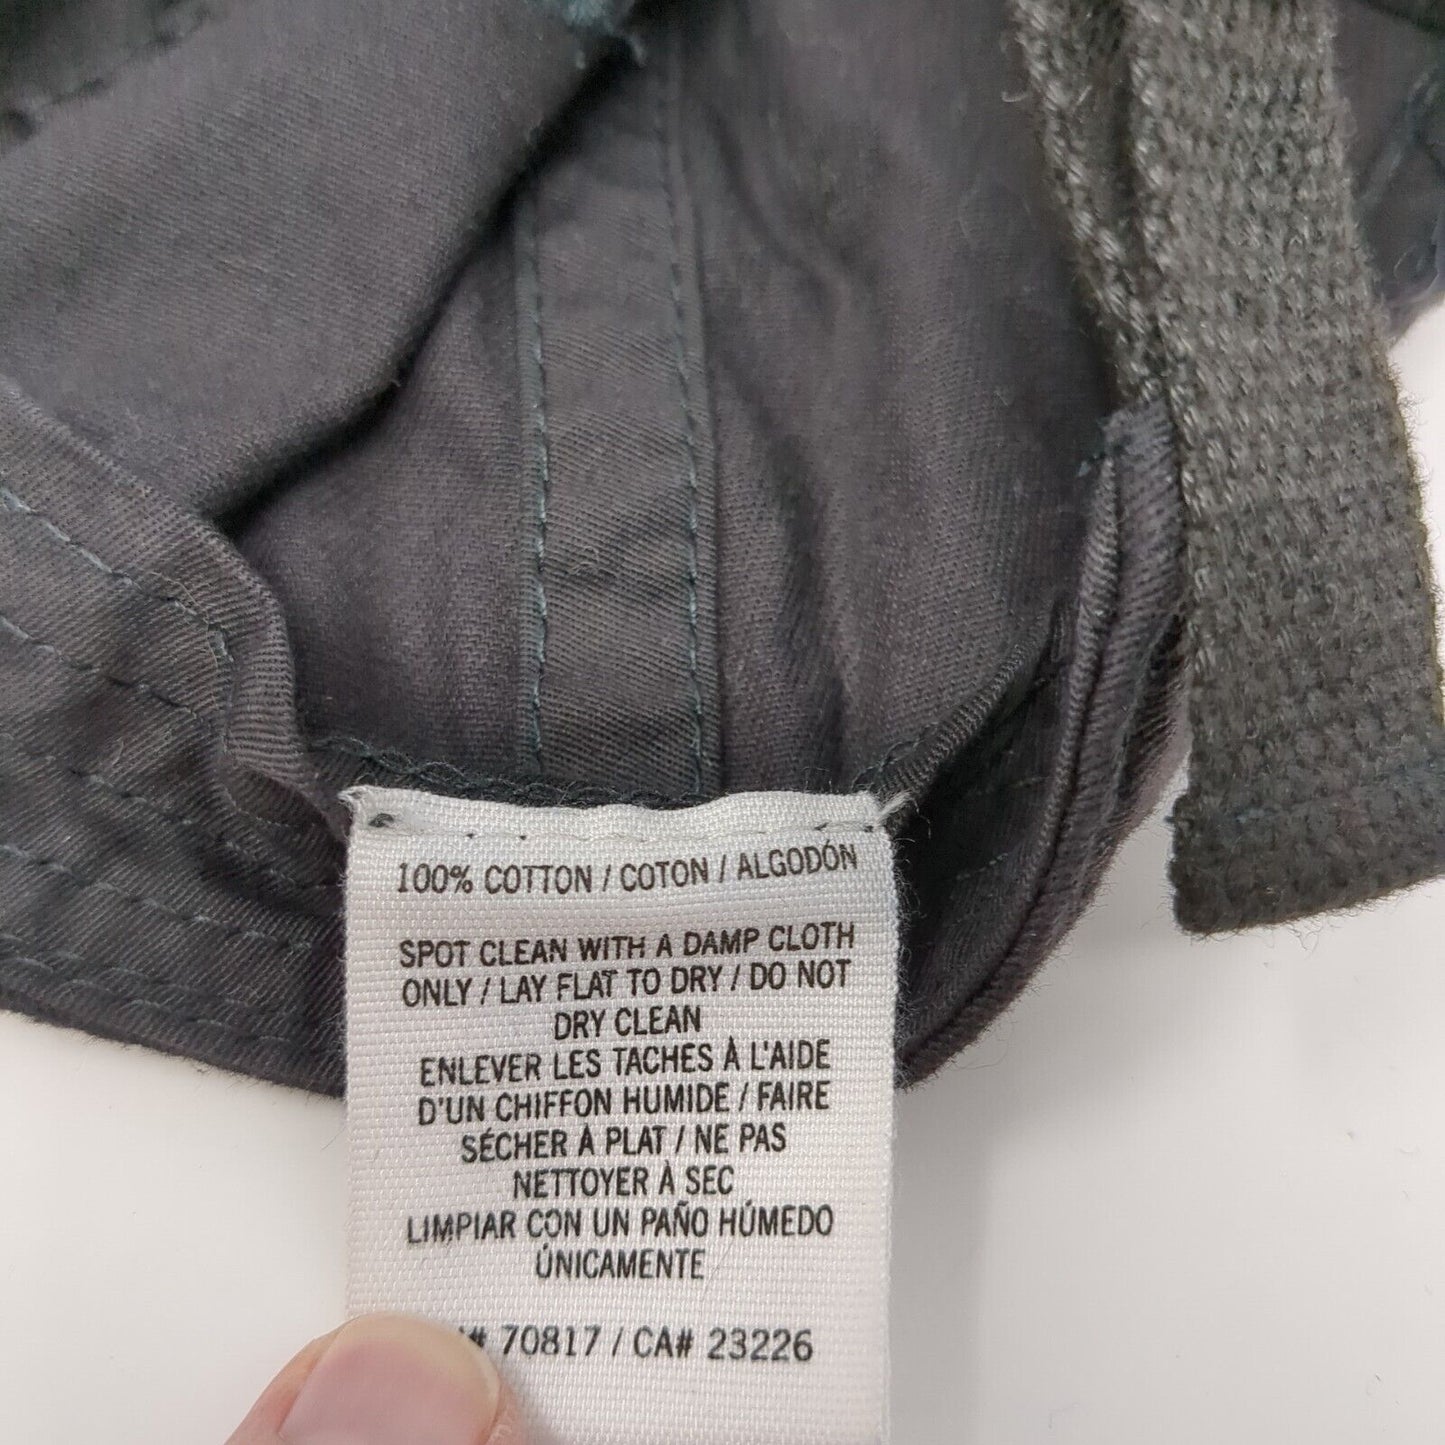 100% COTTON / COTON / ALGODÓN
SPOT CLEAN WITH A DAMP CLOTH
ONLY / LAY FLAT TO DRY / DO NOT
DRY CLEAN
ENLEVER LES TACHES À L'AIDE
D'UN CHIFFON HUMIDE / FAIRE
SÉCHER À PLAT / NE PAS
NETTOYER À SEC
LIMPIAR CON UN PAÑO HÚMEDO
ÚNICAMENTE
# 70817 / CA# 23226